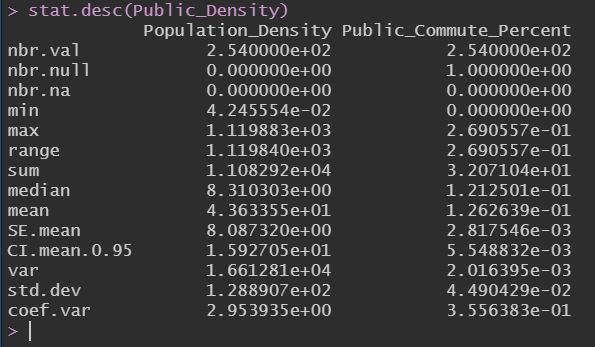 > stat.desc(Public_Density)
Population_Density Public_Commute_Percent
nbr.val 2.540000e+02 2.540000e+02
nbr.null 0.000000e+00 1.000000e+00
nbr.na 0.000000e+00 0.000000e+00
min 4.245554e-02 0.000000e+00
max 1.119883e+03 2.690557e-01
range 1.119840e+03 2.690557e-01
sum 1.108292e+04 3.207104e+01
median 8.310303e+00 1.212501e-01
mean 4.363355e+01 1.262639e-01
SE.mean 8.087320e+00 2.817546e-03
CI.mean.0.95 1.592705e+01 5.548832e-03
var 1.661281e+04 2.016395e-03
std.dev 1.288907e+02 4.490429e-02
coef.var 2.953935e+00 3.556383e-01
>